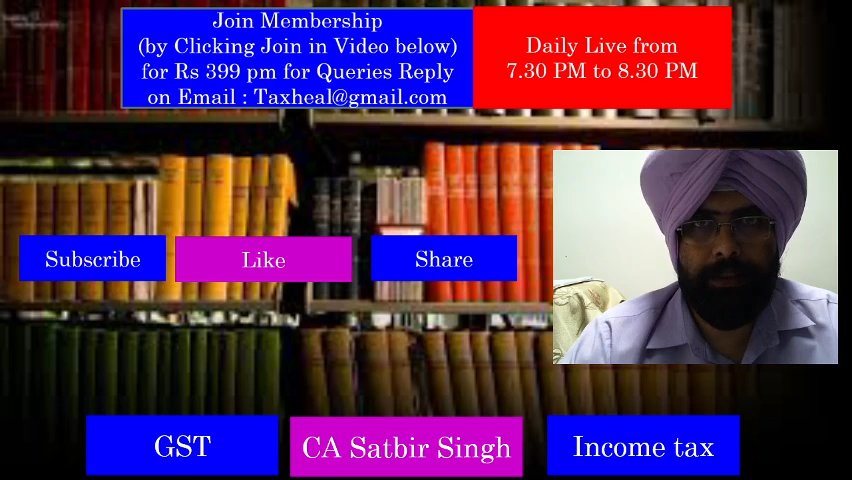 Join Membership
(by Clicking Join in Video below)
for Rs 399 pm for Queries Reply
on Email : Taxheal@gmail.com
Daily Live from
7.30 PM to 8.30 PM
Subscribe
Like
Share
GST
CA Satbir Singh
Income tax